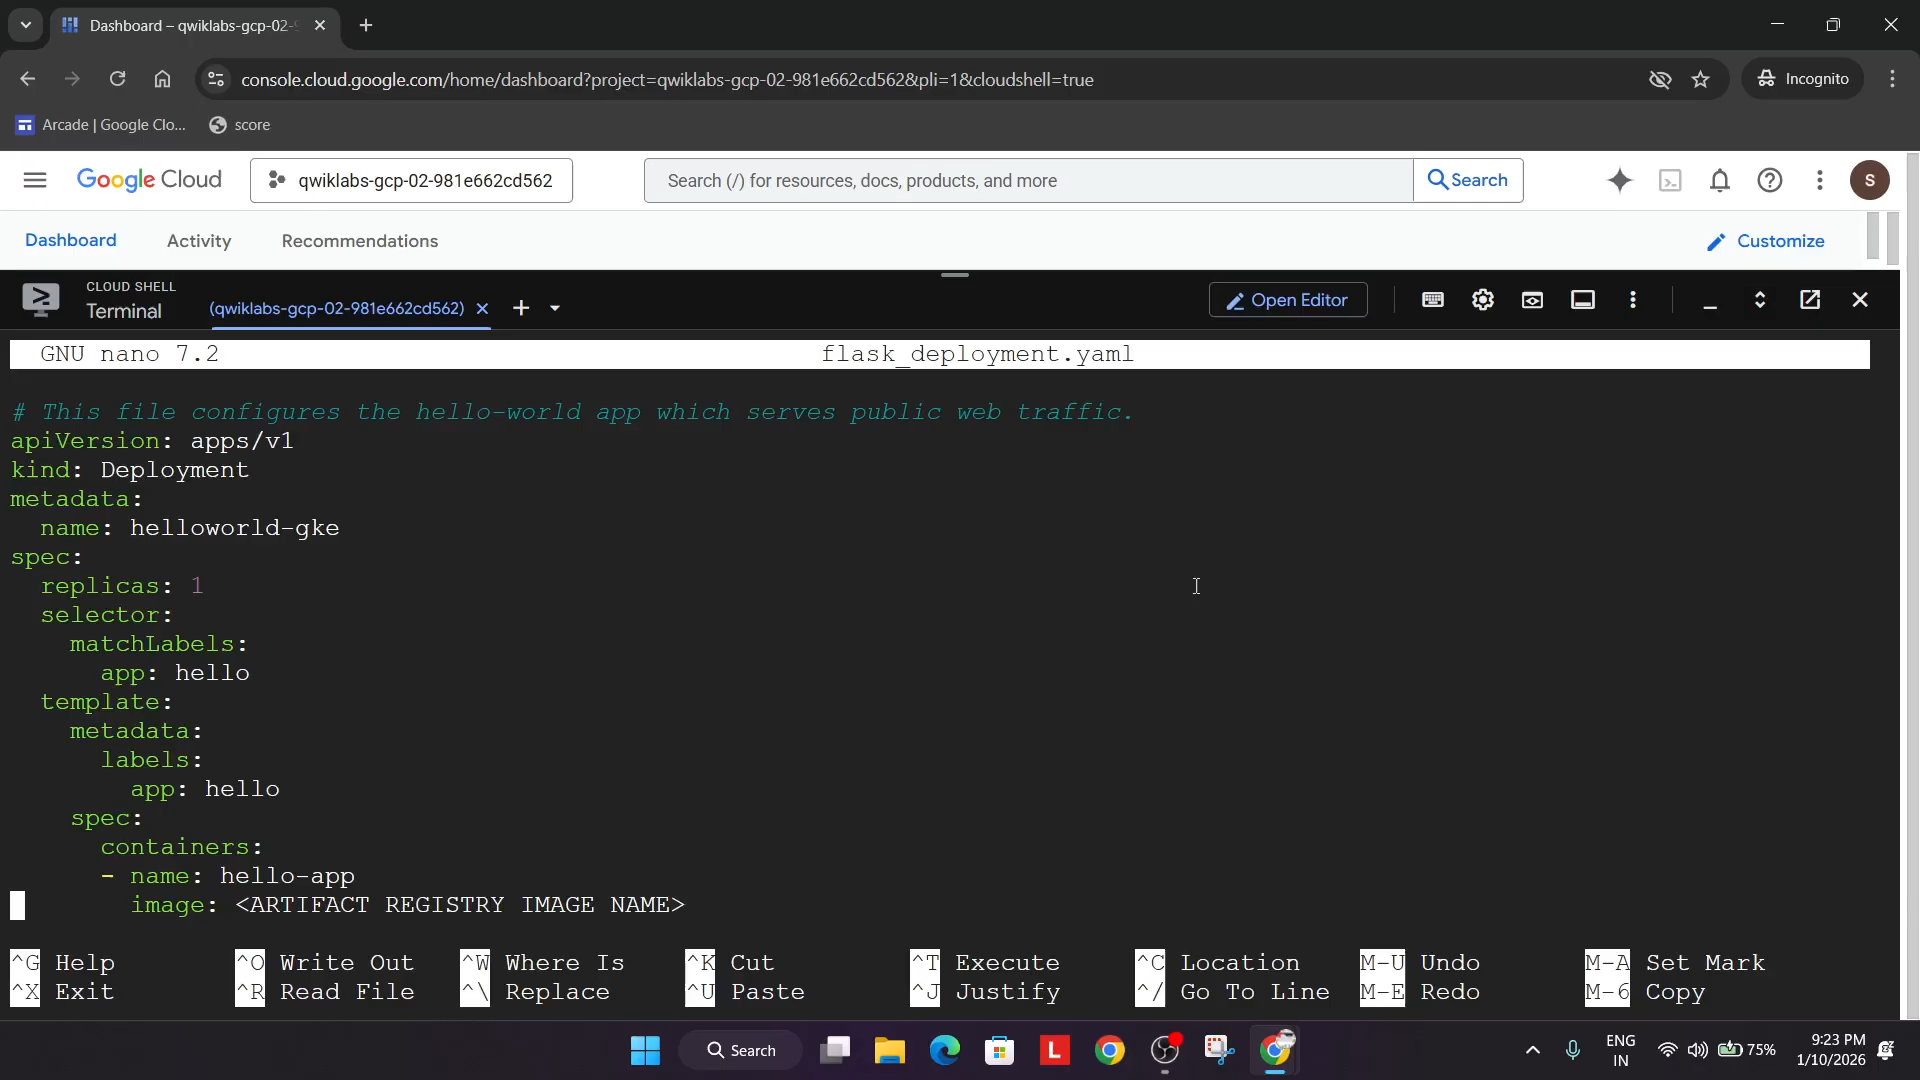 Dashboard – qwiklabs-gcp-02-
console.cloud.google.com/home/dashboard?project=qwiklabs-gcp-02-981e662cd562&pli=1&cloudshell=true
Incognito
Arcade | Google Clo...
score
Google Cloud
qwiklabs-gcp-02-981e662cd562
Search (/) for resources, docs, products, and more
Search
S
Dashboard
Activity
Recommendations
Customize
CLOUD SHELL
Terminal
(qwiklabs-gcp-02-981e662cd562)
Open Editor
GNU nano 7.2 flask_deployment.yaml
# This file configures the hello-world app which serves public web traffic.
apiVersion: apps/v1
kind: Deployment
metadata:
  name: helloworld-gke
spec:
  replicas: 1
  selector:
    matchLabels:
      app: hello
  template:
    metadata:
      labels:
        app: hello
    spec:
      containers:
      - name: hello-app
        image: <ARTIFACT REGISTRY IMAGE NAME>
^G Help ^O Write Out ^W Where Is ^K Cut ^T Execute ^C Location M-U Undo M-A Set Mark
^X Exit ^R Read File ^\ Replace ^U Paste ^J Justify ^/ Go To Line M-E Redo M-6 Copy
Search
L
ENG
IN
75%
9:23 PM
1/10/2026